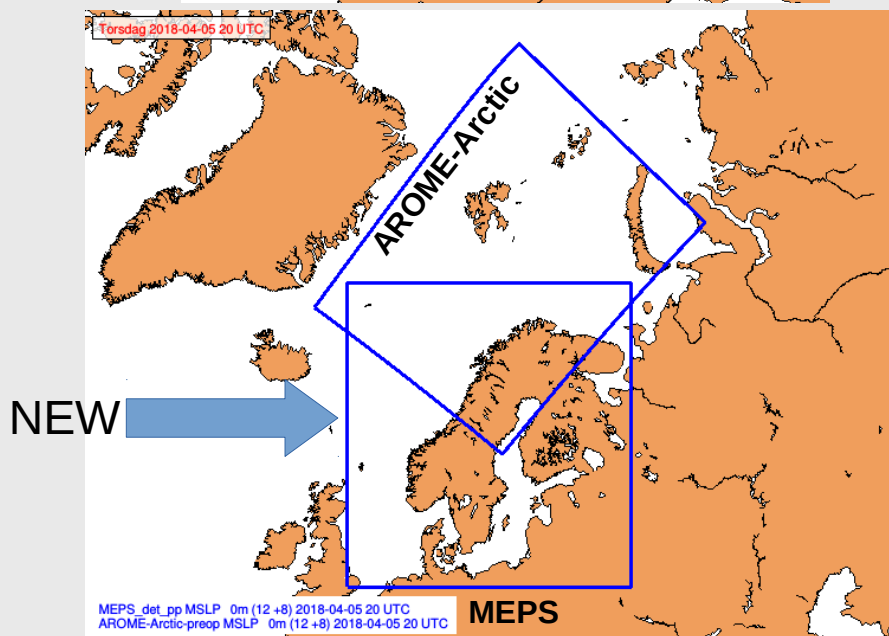 Torsdag 2018-04-05 20 UTC
AROME-Arctic
NEW
MEPS_det_pp MSLP 0m (12 +8) 2018-04-05 20 UTC
AROME-Arctic-preop MSLP 0m (12 +8) 2018-04-05 20 UTC
MEPS